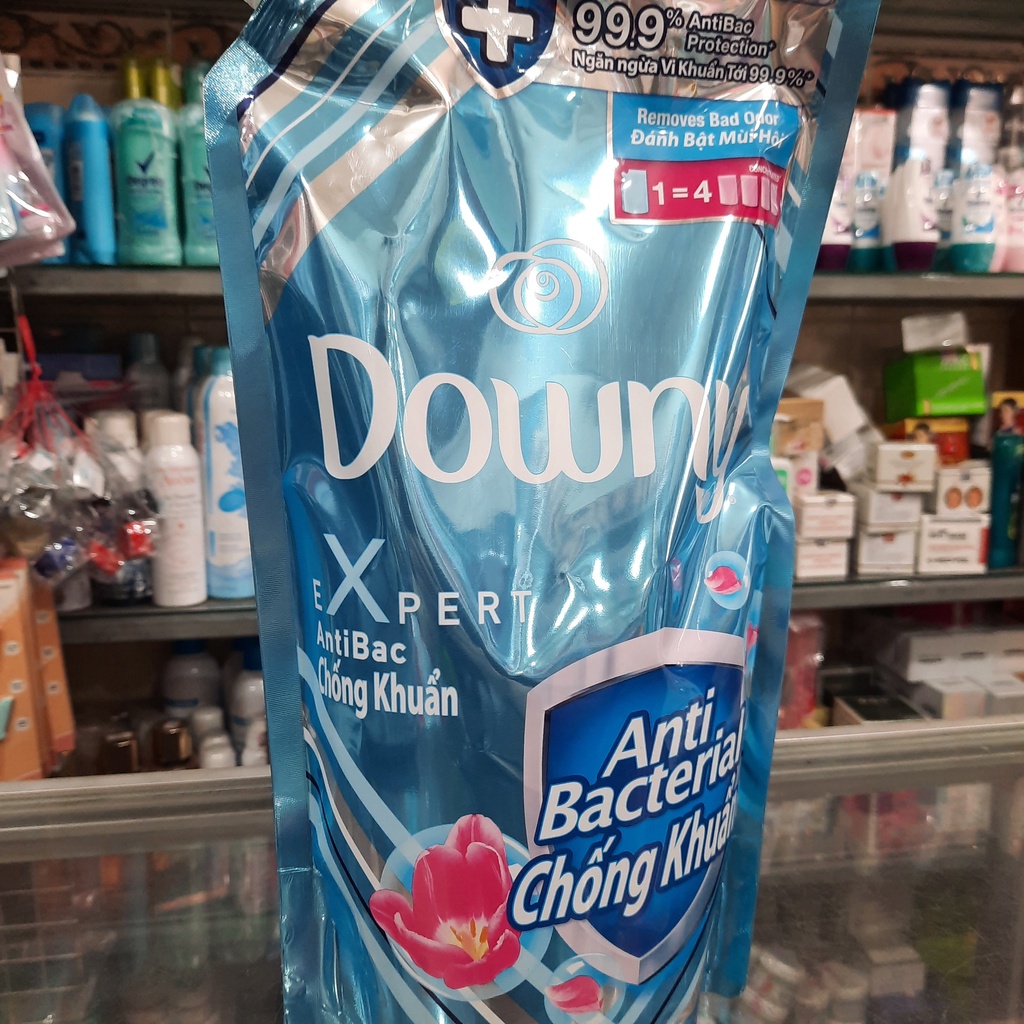 99.9% AntiBac
Protection*
Ngăn ngừa Vi Khuẩn Tới 99,9%*
Removes Bad Odor
Đánh Bật Mùi Hôi
1=4
Downy
EXPERT
AntiBac
Chống Khuẩn
Anti
Bacterial
Chống Khuẩn